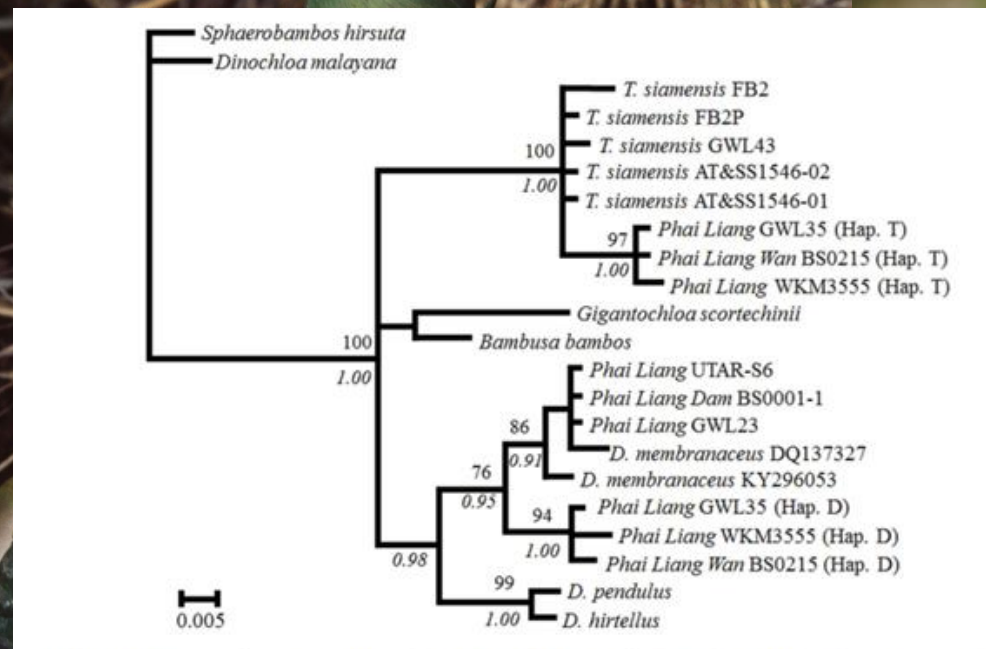 Sphaerobambos hirsuta
Dinochloa malayana
T. siamensis FB2
T. siamensis FB2P
100
T. siamensis GWL43
T. siamensis AT&SS1546-02
1.00
T. siamensis AT&SS1546-01
Phai Liang GWL35 (Hap. T)
97
Phai Liang Wan BS0215 (Hap. T)
1.00
Phai Liang WKM3555 (Hap. T)
Gigantochloa scortechinii
100
Bambusa bambos
1.00
Phai Liang UTAR-S6
Phai Liang Dam BS0001-1
Phai Liang GWL23
86
D. membranaceus DQ137327
0.91
76
D. membranaceus KY296053
0.95
Phai Liang GWL35 (Hap. D)
94
Phai Liang WKM3555 (Hap. D)
1.00
0.98
Phai Liang Wan BS0215 (Hap. D)
99
D. pendulus
1.00
D. hirtellus
0.005